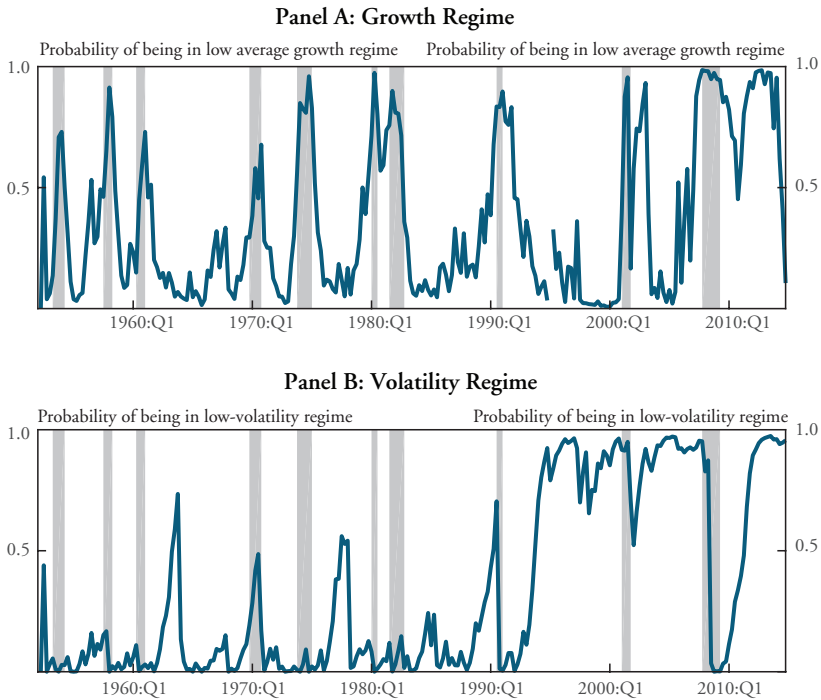 Panel A: Growth Regime
Probability of being in low average growth regime Probability of being in low average growth regime
1.0 1.0
0.5 0.5
1960:Q1 1970:Q1 1980:Q1 1990:Q1 2000:Q1 2010:Q1
Panel B: Volatility Regime
Probability of being in low-volatility regime Probability of being in low-volatility regime
1.0 1.0
0.5 0.5
1960:Q1 1970:Q1 1980:Q1 1990:Q1 2000:Q1 2010:Q1